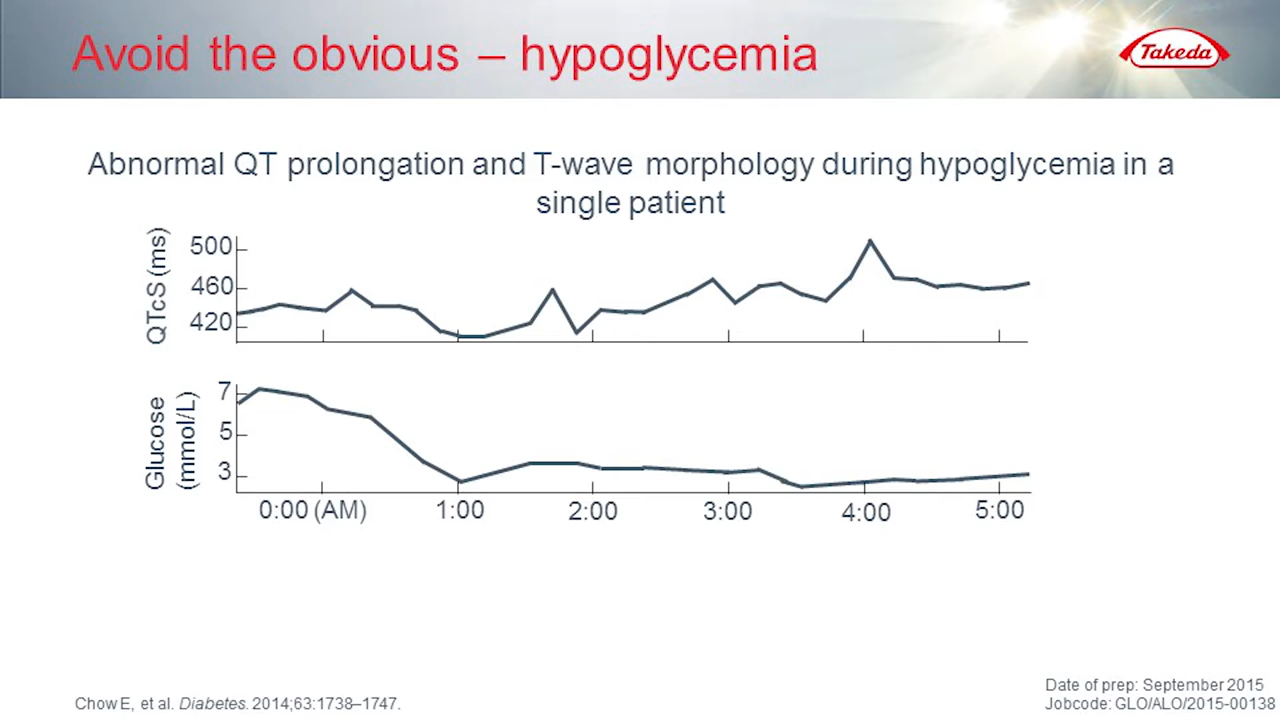 Avoid the obvious – hypoglycemia
Takeda
Abnormal QT prolongation and T-wave morphology during hypoglycemia in a
single patient
QTcS (ms)
500
460
420
Glucose
(mmol/L)
7
5
3
0:00 (AM) 1:00 2:00 3:00 4:00 5:00
Chow E, et al. Diabetes. 2014;63:1738–1747.
Date of prep: September 2015
Jobcode: GLO/ALO/2015-00138